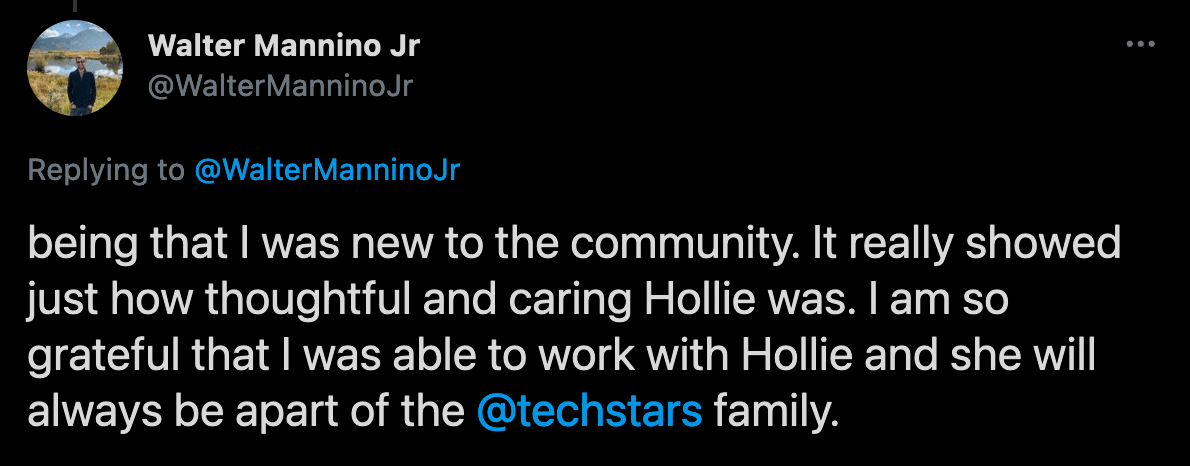 Walter Mannino Jr
@WalterManninoJr
Replying to @WalterManninoJr
being that I was new to the community. It really showed
just how thoughtful and caring Hollie was. I am so
grateful that I was able to work with Hollie and she will
always be apart of the @techstars family.